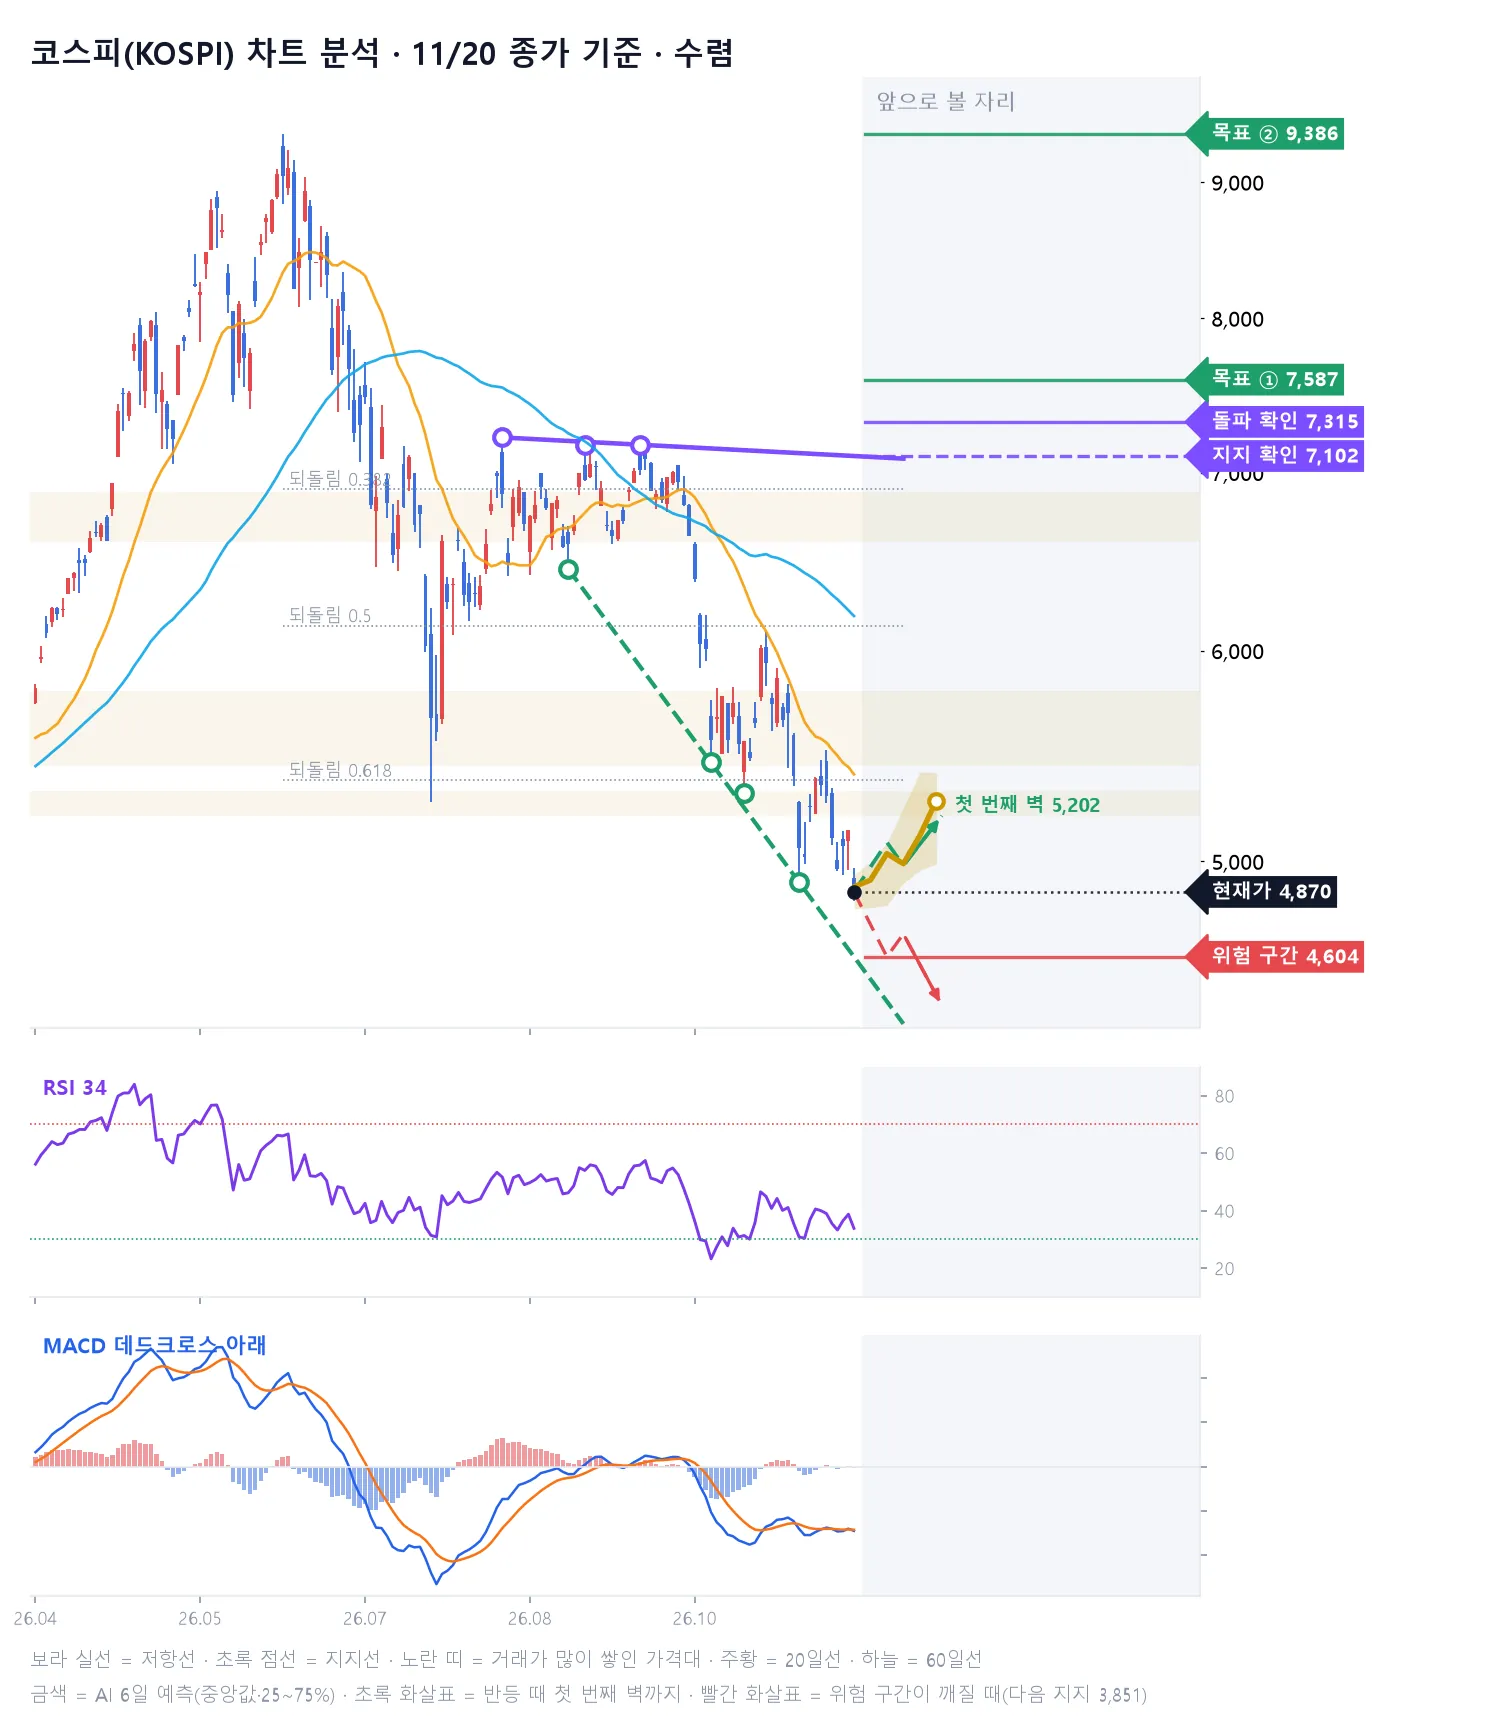 코스피(KOSPI) 차트 분석 · 11/20 종가 기준 · 수렴
앞으로 볼 자리
목표 ② 9,386
9,000
8,000
목표 ① 7,587
돌파 확인 7,315
지지 확인 7,102
7,000
되돌림 0.382
되돌림 0.5
6,000
되돌림 0.618
첫 번째 벽 5,202
5,000
현재가 4,870
위험 구간 4,604
RSI 34
80
60
40
20
MACD 데드크로스 아래
26.04 26.05 26.07 26.08 26.10
보라 실선 = 저항선 · 초록 점선 = 지지선 · 노란 띠 = 거래가 많이 쌓인 가격대 · 주황 = 20일선 · 하늘 = 60일선
금색 = AI 6일 예측(중앙값·25~75%) · 초록 화살표 = 반등 때 첫 번째 벽까지 · 빨간 화살표 = 위험 구간이 깨질 때(다음 지지 3,851)